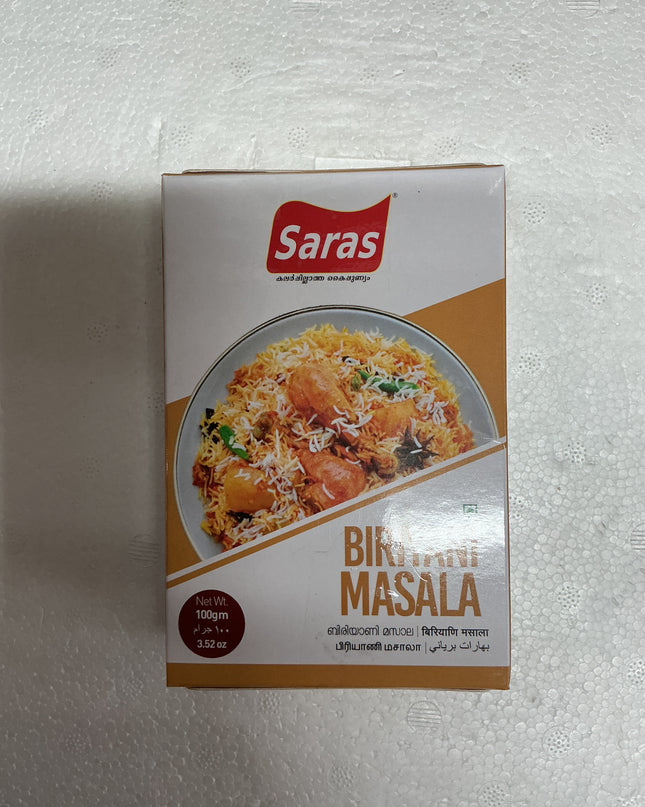 Saras®
കലർപ്പില്ലാത്ത കൈപ്പുണ്യം
BIRIYANI
MASALA
ബിരിയാണി മസാല | बिरियाणि मसाला
பிரியாணி மசாலா | بهارات برياني
Net Wt.
100gm
١٠٠ جرام
3.52 oz